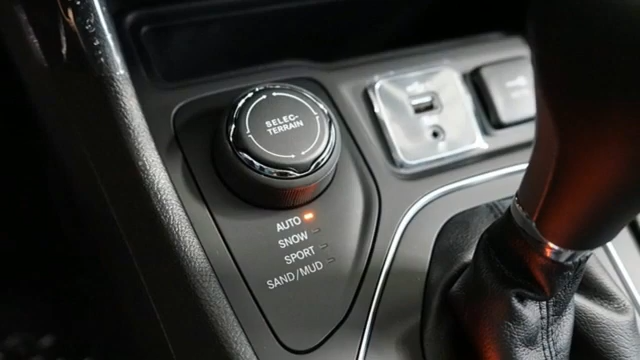 SELEC-
TERRAIN
AUTO
SNOW
SPORT
SAND/MUD